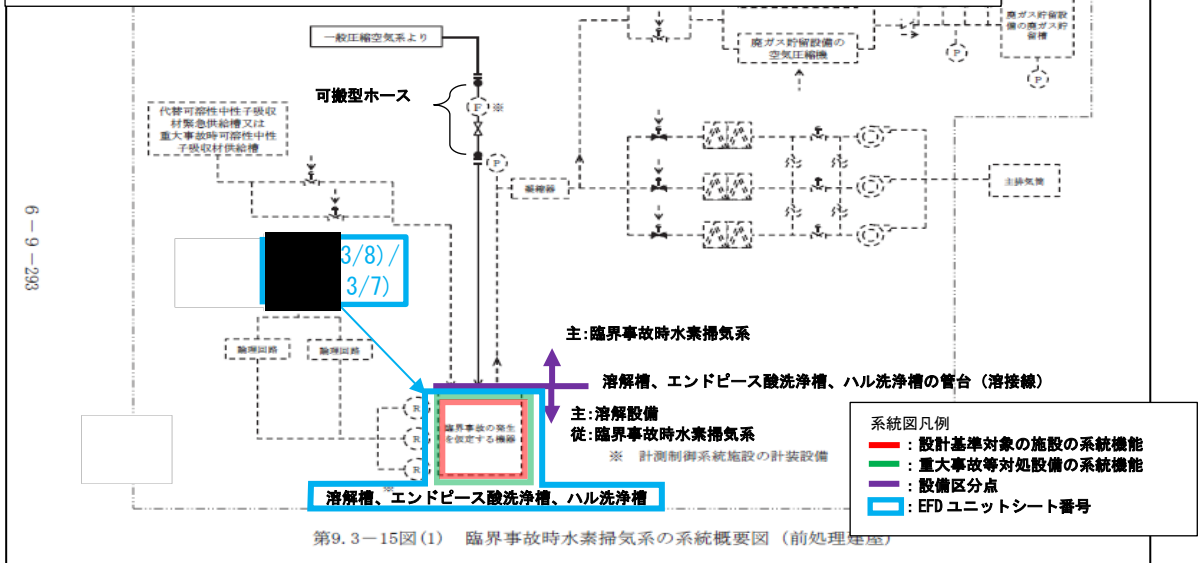 一般圧縮空気系より
可搬型ホース
F
※
代替可溶性中性子吸収
材緊急供給槽又は
重大事故時可溶性中性
子吸収材供給槽
廃ガス貯留設備の
空気圧縮機
廃ガス貯留設
備の廃ガス貯
留槽
P
P
P
凝縮器
主排気筒
6－9－293
3/8)/
3/7)
論理回路
論理回路
主:臨界事故時水素掃気系
溶解槽、エンドピース酸洗浄槽、ハル洗浄槽の管台（溶接線）
主:溶解設備
従:臨界事故時水素掃気系
※　計測制御系統施設の計装設備
R
R
R
※
臨界事故の発生
を仮定する機器
溶解槽、エンドピース酸洗浄槽、ハル洗浄槽
系統図凡例
：設計基準対象の施設の系統機能
：重大事故等対処設備の系統機能
：設備区分点
：EFDユニットシート番号
第9.3－15図(1)　臨界事故時水素掃気系の系統概要図（前処理建屋）